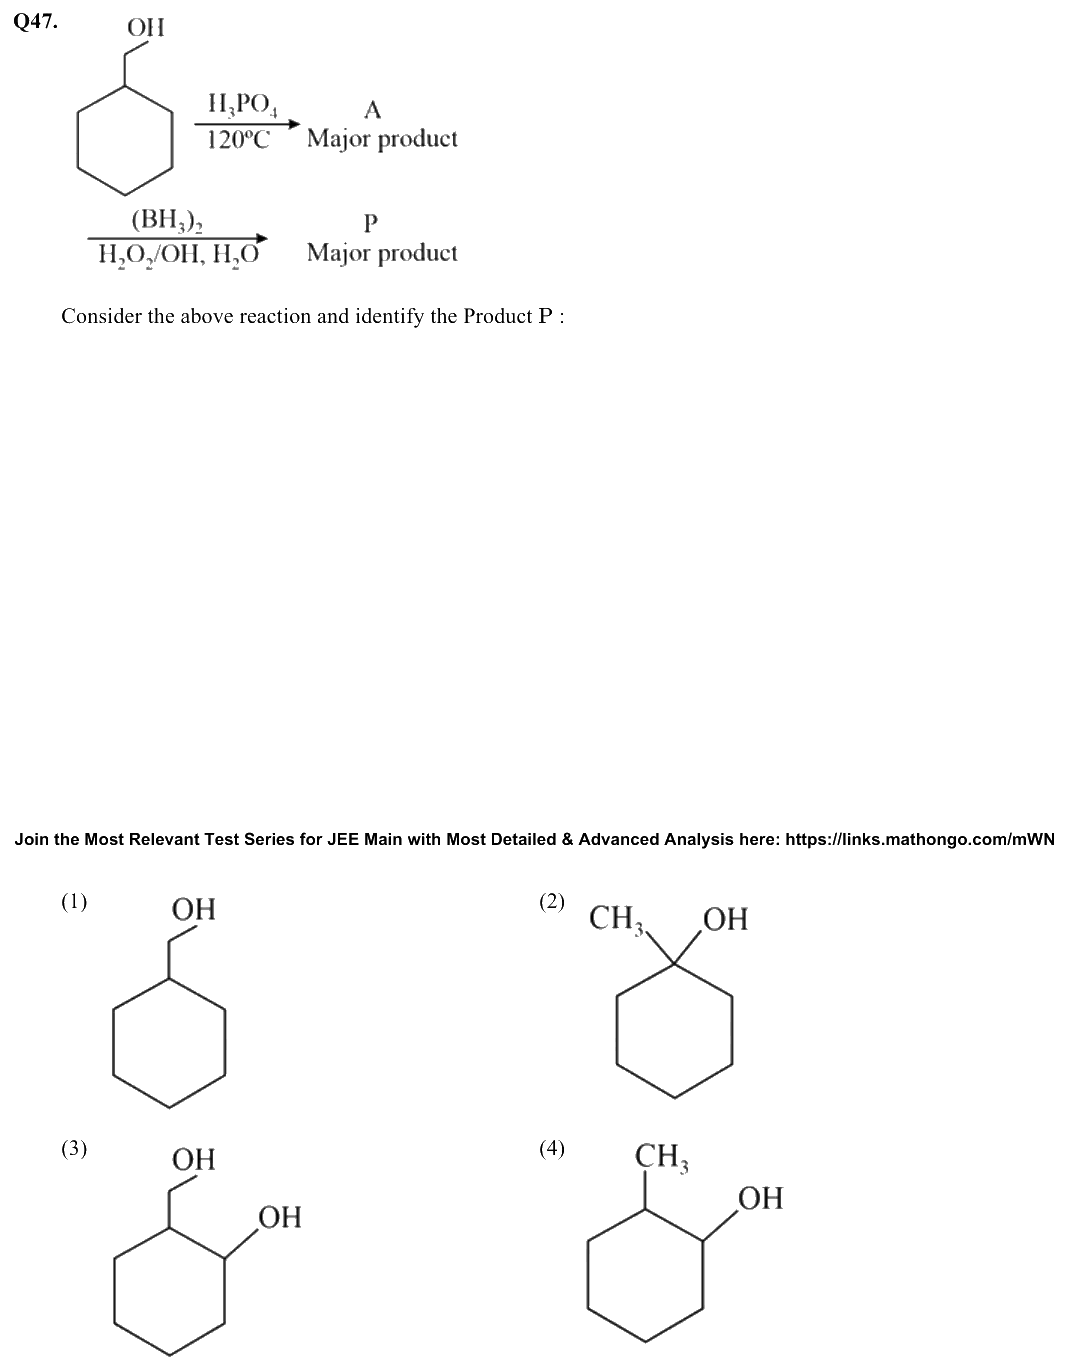 Q47.
OH
H₃PO₄
120ºC
A
Major product
(BH₃)₂
H₂O₂/OH, H₂O
P
Major product
Consider the above reaction and identify the Product P :
Join the Most Relevant Test Series for JEE Main with Most Detailed & Advanced Analysis here: https://links.mathongo.com/mWN
(1)
OH
(2)
CH₃
OH
(3)
OH
OH
(4)
CH₃
OH